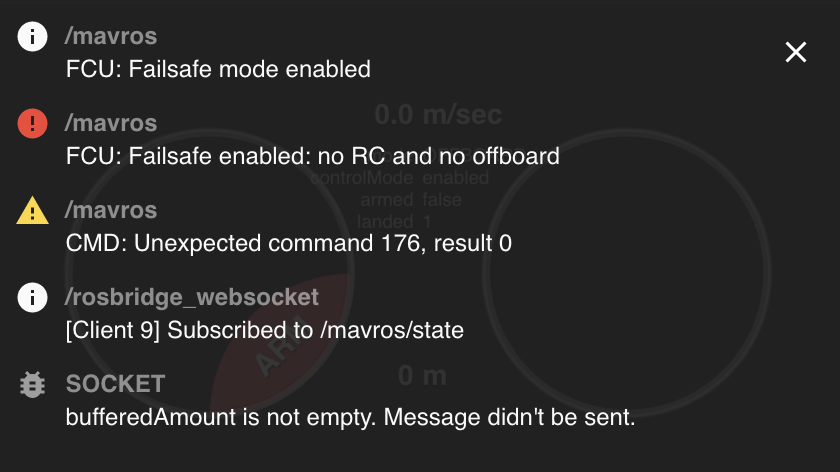 /mavros
FCU: Failsafe mode enabled
/mavros
FCU: Failsafe enabled: no RC and no offboard
/mavros
CMD: Unexpected command 176, result 0
/rosbridge_websocket
[Client 9] Subscribed to /mavros/state
SOCKET
bufferedAmount is not empty. Message didn't be sent.
0.0 m/sec
controlMode enabled
armed false
landed 1
ARM
0 m